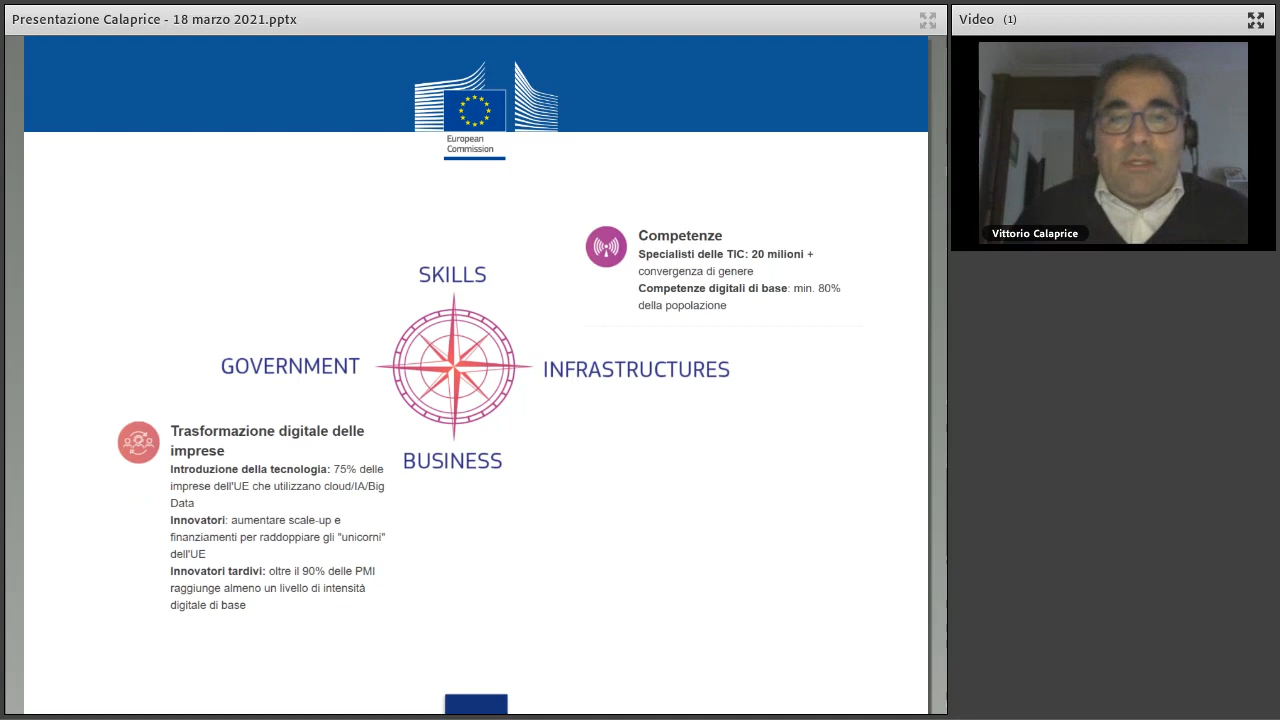 Presentazione Calaprice - 18 marzo 2021.pptx
Video (1)
European
Commission
Vittorio Calaprice
Competenze
Specialisti delle TIC: 20 milioni +
convergenza di genere
Competenze digitali di base: min. 80%
della popolazione
SKILLS
GOVERNMENT
INFRASTRUCTURES
BUSINESS
Trasformazione digitale delle
imprese
Introduzione della tecnologia: 75% delle
imprese dell'UE che utilizzano cloud/IA/Big
Data
Innovatori: aumentare scale-up e
finanziamenti per raddoppiare gli "unicorni"
dell'UE
Innovatori tardivi: oltre il 90% delle PMI
raggiunge almeno un livello di intensità
digitale di base